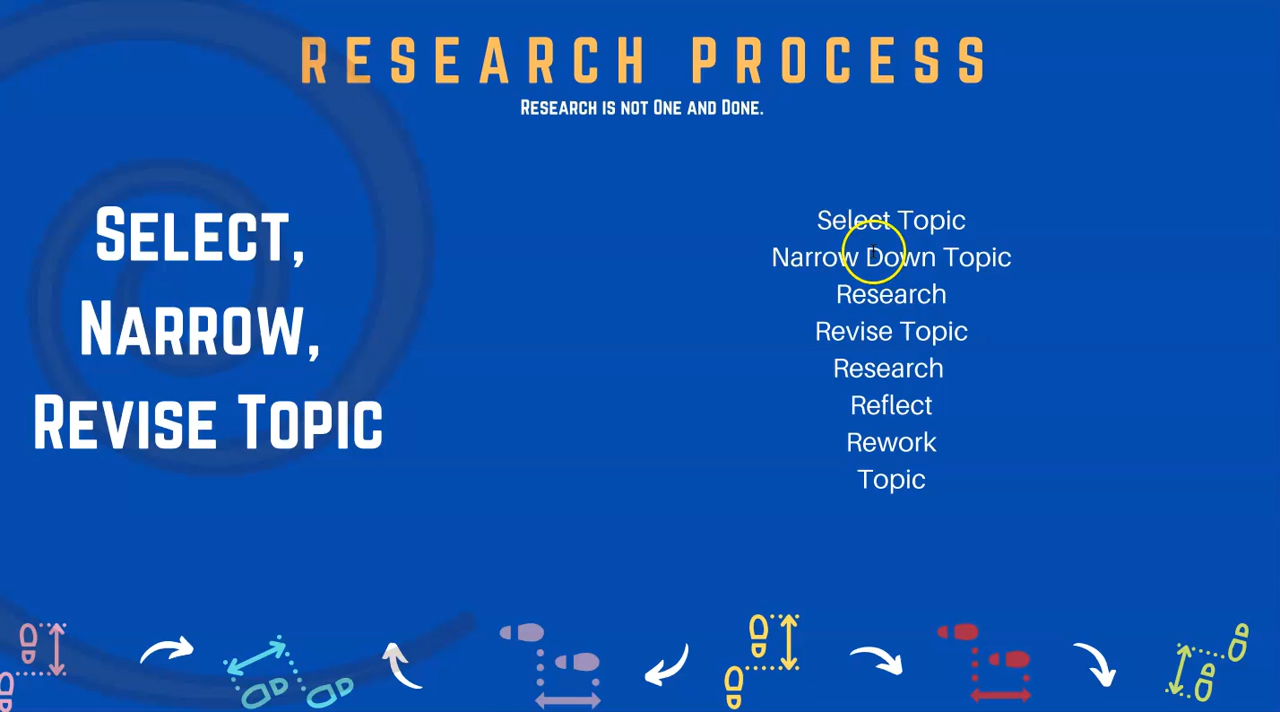 RESEARCH PROCESS
RESEARCH IS NOT ONE AND DONE.
SELECT,
NARROW,
REVISE TOPIC
Select Topic
Narrow Down Topic
Research
Revise Topic
Research
Reflect
Rework
Topic